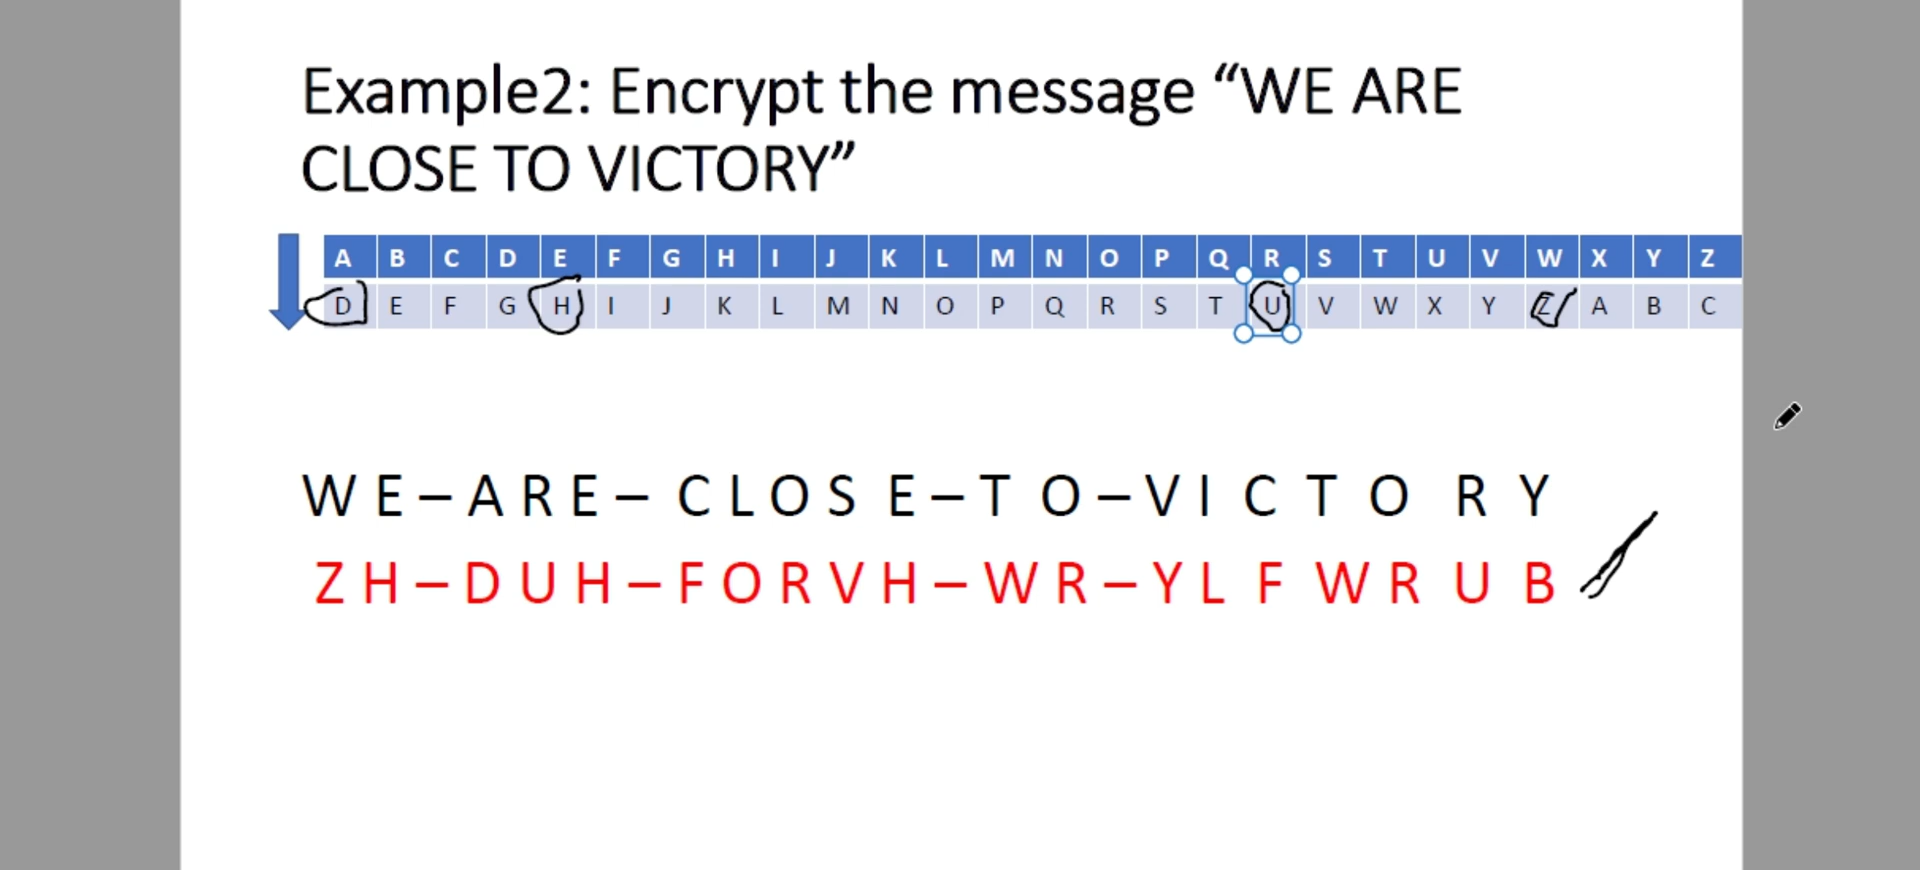 Example2: Encrypt the message “WE ARE
CLOSE TO VICTORY”
A B C D E F G H I J K L M N O P Q R S T U V W X Y Z
D E F G H I J K L M N O P Q R S T U V W X Y Z A B C
W E – A R E – C L O S E – T O – V I C T O R Y
Z H – D U H – F O R V H – W R – Y L F W R U B